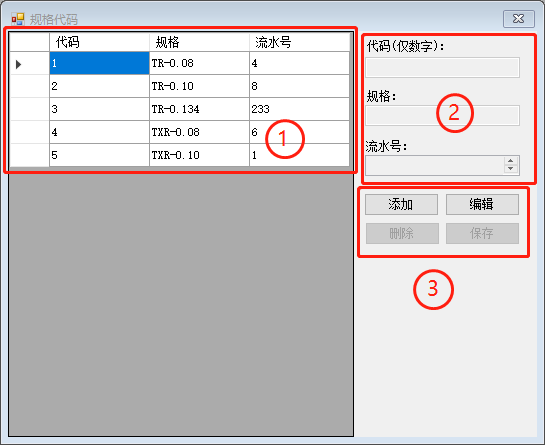 规格代码
代码 规格 流水号
1 TR-0.08 4
2 TR-0.10 8
3 TR-0.134 233
4 TXR-0.08 6
5 TXR-0.10 1
1
代码(仅数字):
规格:
2
流水号:
添加 编辑
删除 保存
3